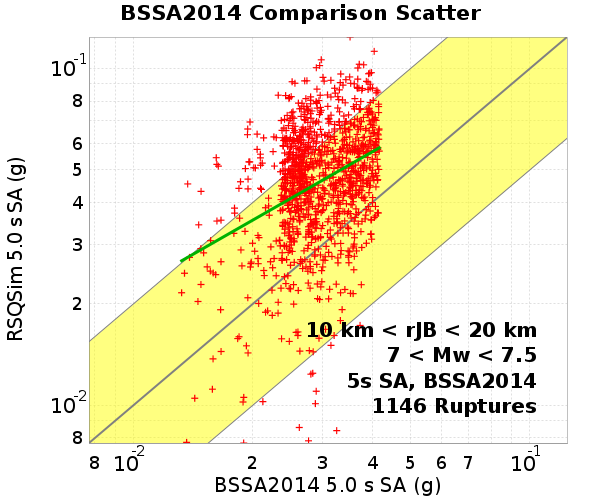 BSSA2014 Comparison Scatter
RSQSim 5.0 s SA (g)
10-1
8
6
5
4
3
2
10-2
8
10 km < rJB < 20 km
7 < Mw < 7.5
5s SA, BSSA2014
1146 Ruptures
8 10-2 2 3 4 5 6 7 10-1
BSSA2014 5.0 s SA (g)